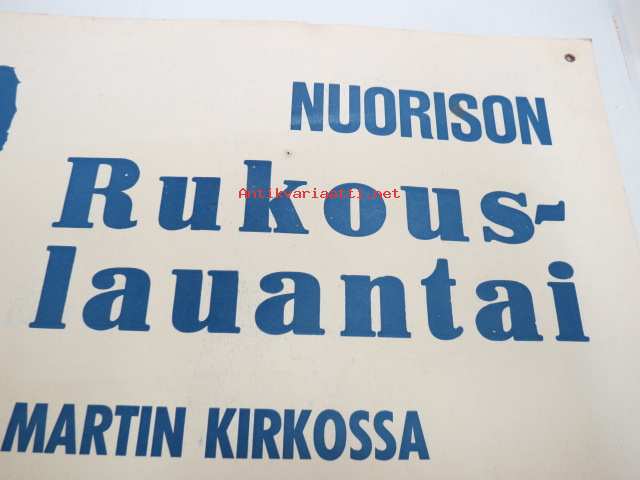 NUORISON
Rukous-
Antikvariaatti.net
lauantai
MARTIN KIRKOSSA